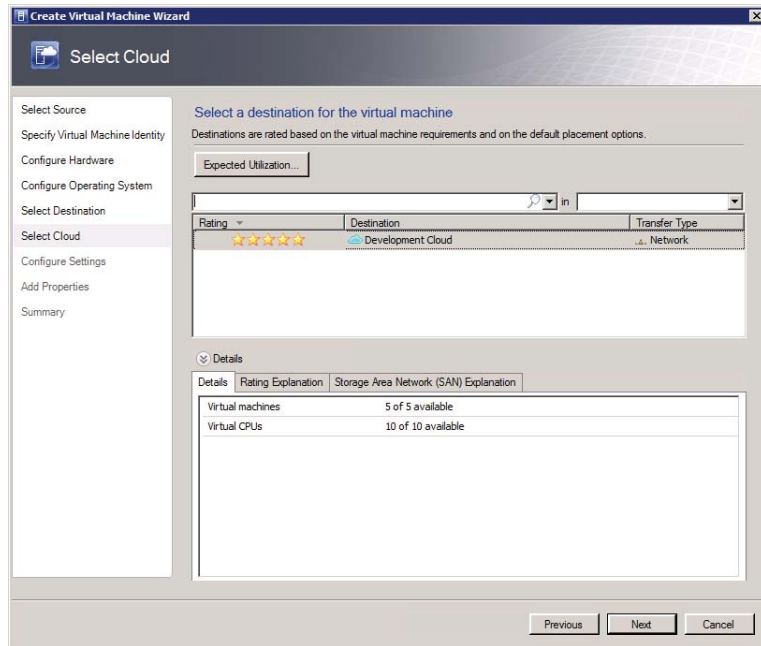 Create Virtual Machine Wizard
Select Cloud
Select Source
Specify Virtual Machine Identity
Configure Hardware
Configure Operating System
Select Destination
Select Cloud
Configure Settings
Add Properties
Summary
Select a destination for the virtual machine
Destinations are rated based on the virtual machine requirements and on the default placement options.
Expected Utilization...
in
Rating Destination Transfer Type
Development Cloud Network
Details
Details Rating Explanation Storage Area Network (SAN) Explanation
Virtual machines 5 of 5 available
Virtual CPUs 10 of 10 available
Previous Next Cancel